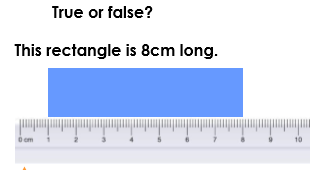 True or false?
This rectangle is 8cm long.
0 cm 1 2 3 4 5 6 7 8 9 10